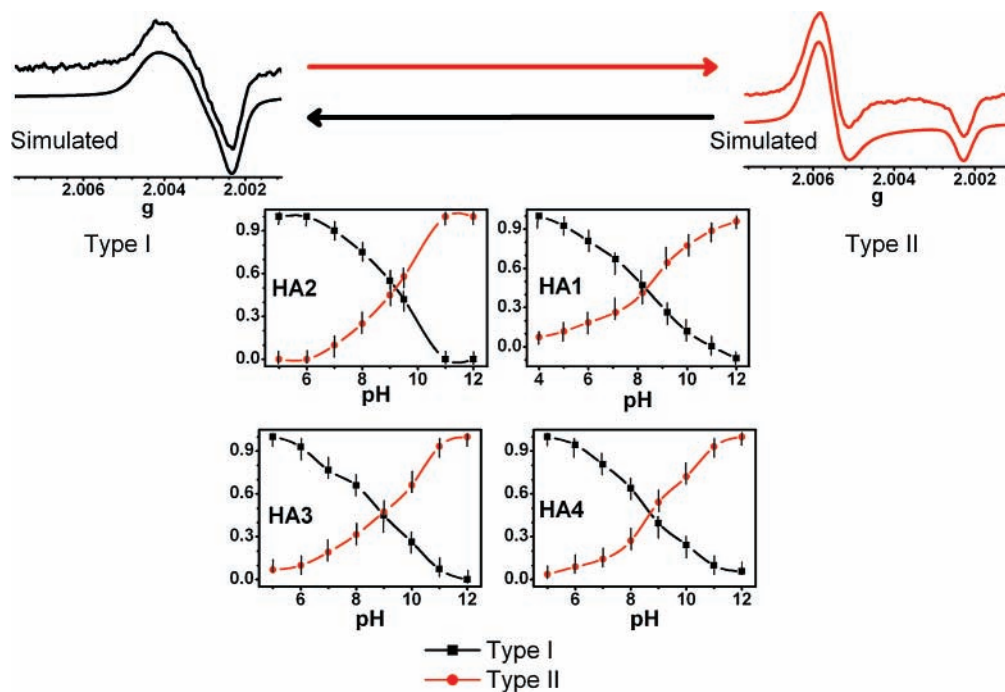 Simulated
2.006 2.004 2.002
g
Type I
Simulated
2.006 2.004 2.002
g
Type II
HA2
0.9
0.6
0.3
0.0
6 8 10 12
pH
HA1
0.9
0.6
0.3
0.0
4 6 8 10 12
pH
HA3
0.9
0.6
0.3
0.0
6 8 10 12
pH
HA4
0.9
0.6
0.3
0.0
6 8 10 12
pH
Type I
Type II